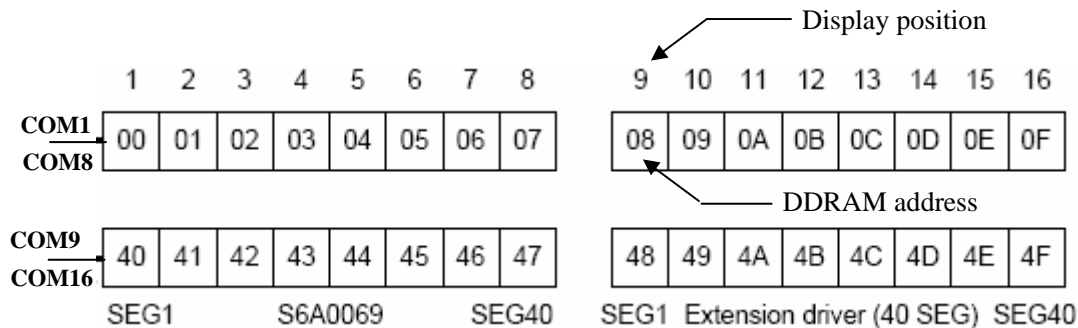 Display position
1 2 3 4 5 6 7 8 9 10 11 12 13 14 15 16
COM1
00 01 02 03 04 05 06 07 08 09 0A 0B 0C 0D 0E 0F
COM8
DDRAM address
COM9
40 41 42 43 44 45 46 47 48 49 4A 4B 4C 4D 4E 4F
COM16
SEG1 S6A0069 SEG40 SEG1 Extension driver (40 SEG) SEG40